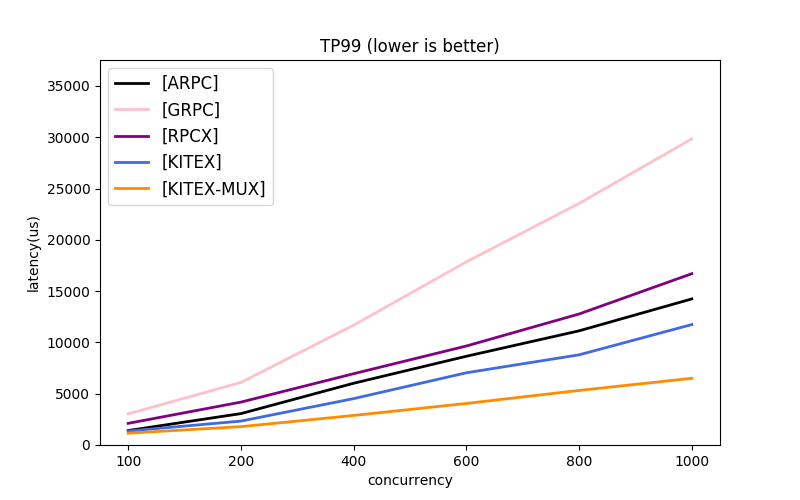 TP99 (lower is better)
[ARPC]
[GRPC]
[RPCX]
[KITEX]
[KITEX-MUX]
35000
30000
25000
20000
15000
10000
5000
0
latency(us)
100 200 400 600 800 1000
concurrency